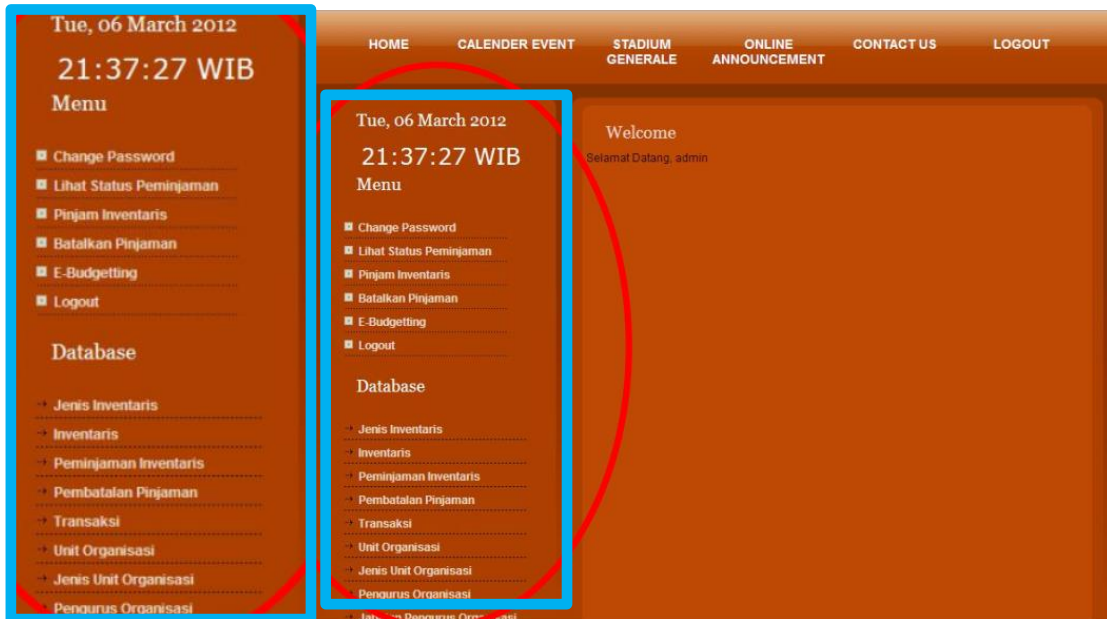 Tue, 06 March 2012
21:37:27 WIB
Menu
Change Password
Lihat Status Peminjaman
Pinjam Inventaris
Batalkan Pinjaman
E-Budgetting
Logout
Database
Jenis Inventaris
Inventaris
Peminjaman Inventaris
Pembatalan Pinjaman
Transaksi
Unit Organisasi
Jenis Unit Organisasi
Pengurus Organisasi
HOME CALENDER EVENT STADIUM GENERALE ONLINE ANNOUNCEMENT CONTACT US LOGOUT
Tue, 06 March 2012
21:37:27 WIB
Menu
Change Password
Lihat Status Peminjaman
Pinjam Inventaris
Batalkan Pinjaman
E-Budgetting
Logout
Database
Jenis Inventaris
Inventaris
Peminjaman Inventaris
Pembatalan Pinjaman
Transaksi
Unit Organisasi
Jenis Unit Organisasi
Pengurus Organisasi
Pengurus
Welcome
Selamat Datang, admin